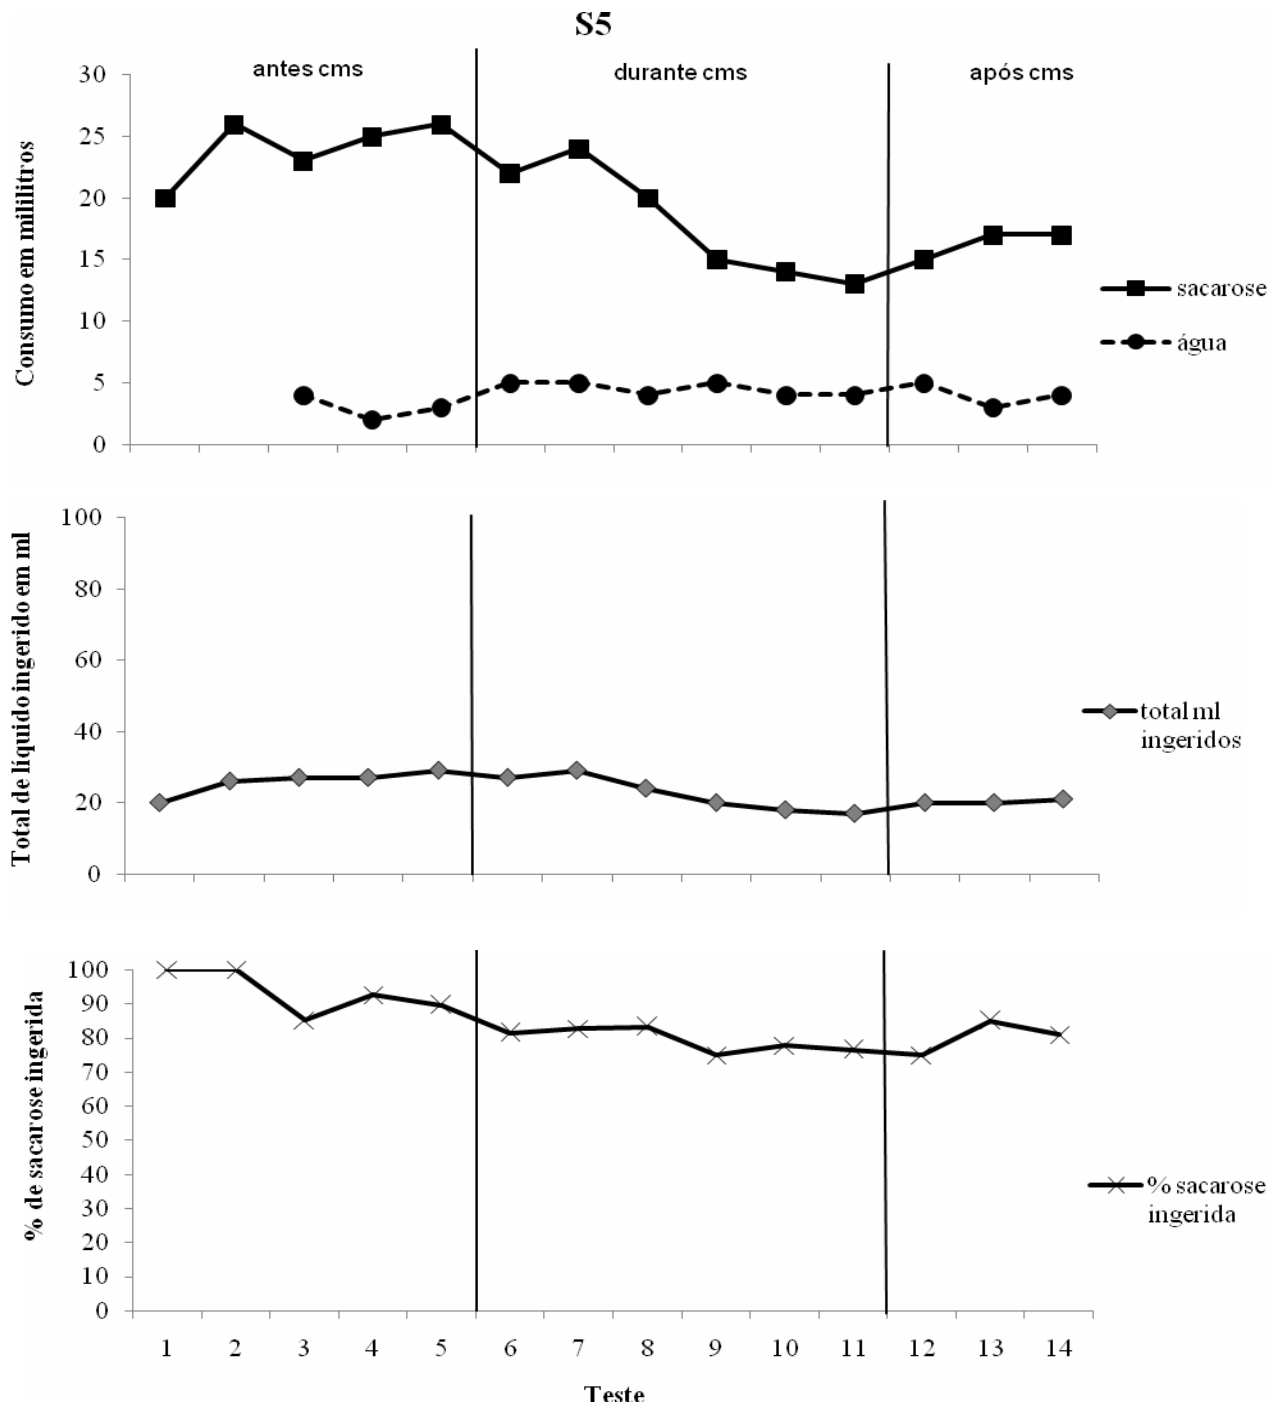 S5
antes cms
durante cms
após cms
Consumo em mililitros
30
25
20
15
10
5
0
sacarose
água
Total de líquido ingerido em ml
100
80
60
40
20
0
total ml
ingeridos
% de sacarose ingerida
100
90
80
70
60
50
40
30
20
10
0
% sacarose
ingerida
1 2 3 4 5 6 7 8 9 10 11 12 13 14
Teste